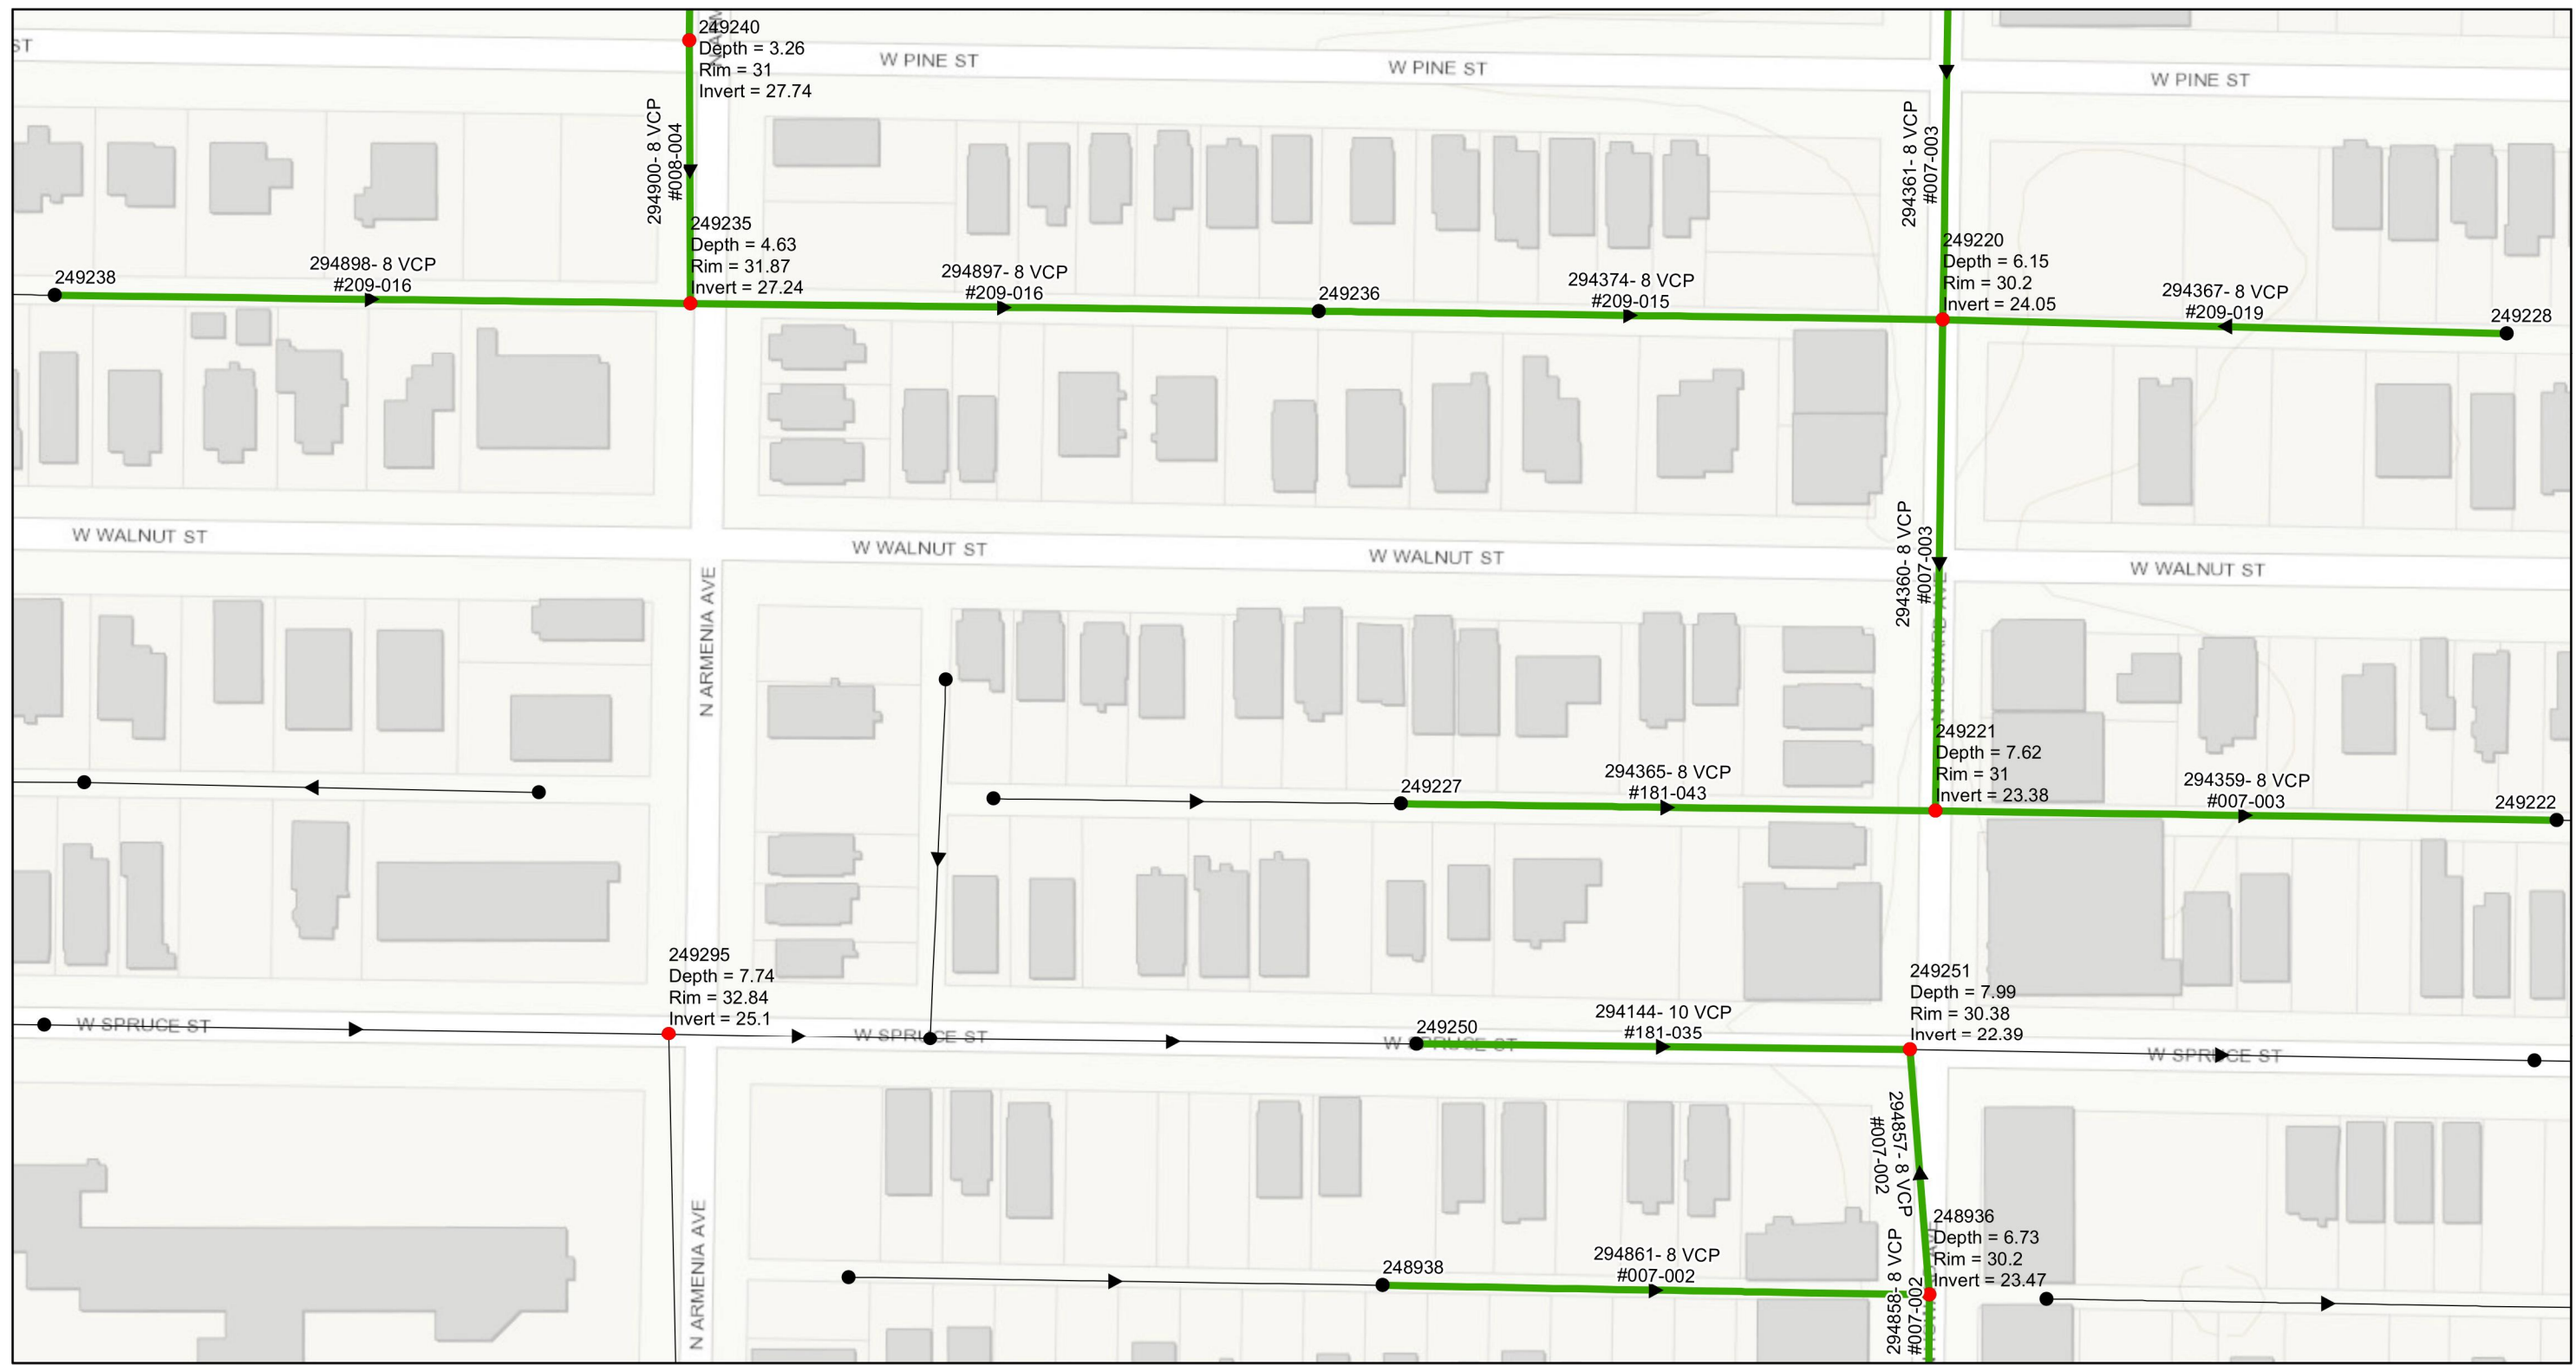 249240
Depth = 3.26
Rim = 31
Invert = 27.74
ST
W PINE ST
W PINE ST
W PINE ST
294900- 8 VCP
#008-004
294361- 8 VCP
#007-003
249235
Depth = 4.63
Rim = 31.87
Invert = 27.24
249220
Depth = 6.15
Rim = 30.2
Invert = 24.05
249238
294898- 8 VCP
#209-016
294897- 8 VCP
#209-016
249236
294374- 8 VCP
#209-015
294367- 8 VCP
#209-019
249228
W WALNUT ST
W WALNUT ST
W WALNUT ST
W WALNUT ST
294360- 8 VCP
#007-003
N ARMENIA AVE
N HOWARD AVE
249221
Depth = 7.62
Rim = 31
Invert = 23.38
249227
294365- 8 VCP
#181-043
294359- 8 VCP
#007-003
249222
249295
Depth = 7.74
Rim = 32.84
Invert = 25.1
249251
Depth = 7.99
Rim = 30.38
Invert = 22.39
W SPRUCE ST
W SPRUCE ST
249250
W SPRUCE ST
294144- 10 VCP
#181-035
W SPRUCE ST
294857- 8 VCP
#007-002
N ARMENIA AVE
248936
Depth = 6.73
Rim = 30.2
Invert = 23.47
248938
294861- 8 VCP
#007-002
294858- 8 VCP
#007-002